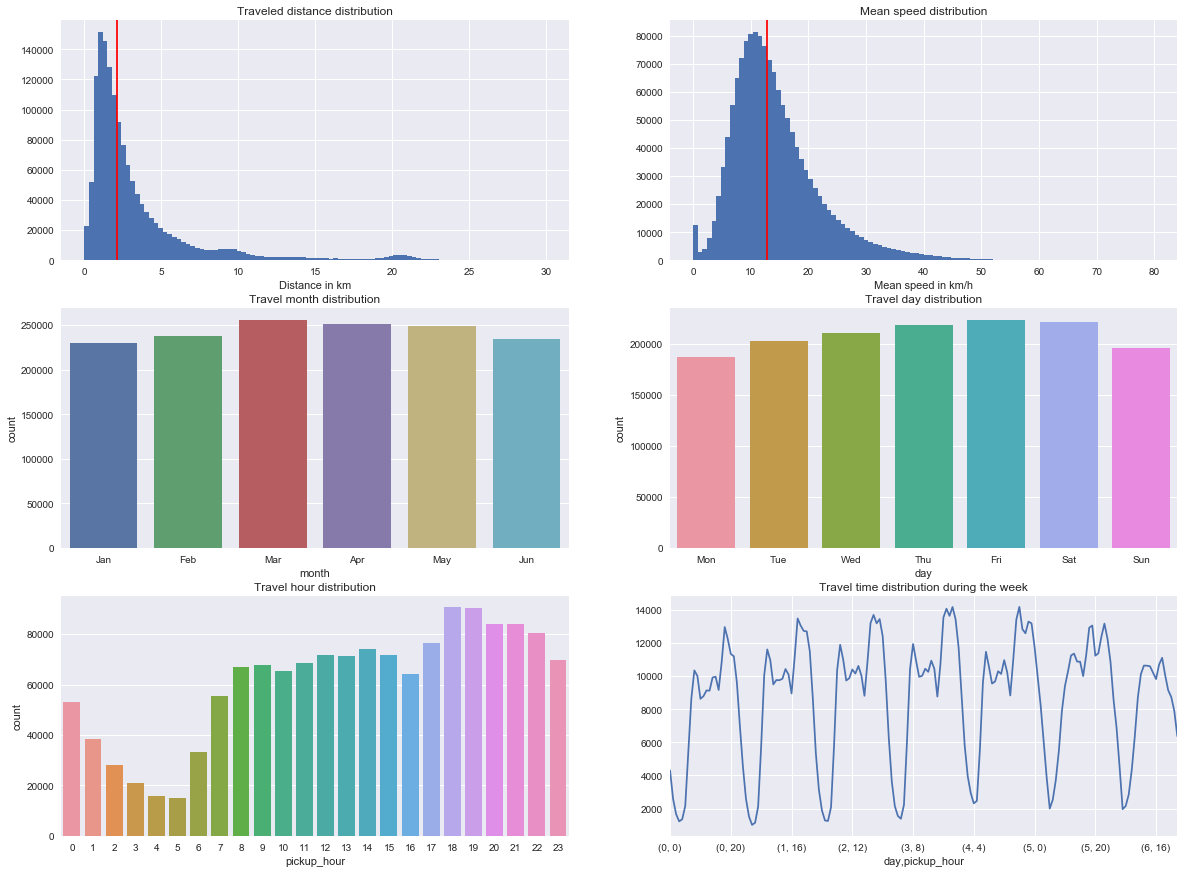 Traveled distance distribution
140000
120000
100000
80000
60000
40000
20000
0
0 5 10 15 20 25 30
Distance in km
Mean speed distribution
80000
70000
60000
50000
40000
30000
20000
10000
0
0 10 20 30 40 50 60 70 80
Mean speed in km/h
Travel month distribution
250000
200000
150000
100000
50000
0
count
Jan Feb Mar Apr May Jun
month
Travel day distribution
200000
150000
100000
50000
0
count
Mon Tue Wed Thu Fri Sat Sun
day
Travel hour distribution
80000
60000
40000
20000
0
count
0 1 2 3 4 5 6 7 8 9 10 11 12 13 14 15 16 17 18 19 20 21 22 23
pickup_hour
Travel time distribution during the week
14000
12000
10000
8000
6000
4000
2000
(0, 0) (0, 20) (1, 16) (2, 12) (3, 8) (4, 4) (5, 0) (5, 20) (6, 16)
day,pickup_hour